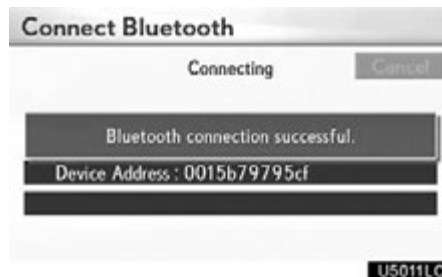 Connect Bluetooth
Connecting
Cancel
Bluetooth connection successful.
Device Address : 0015b79795cf
U5011LC